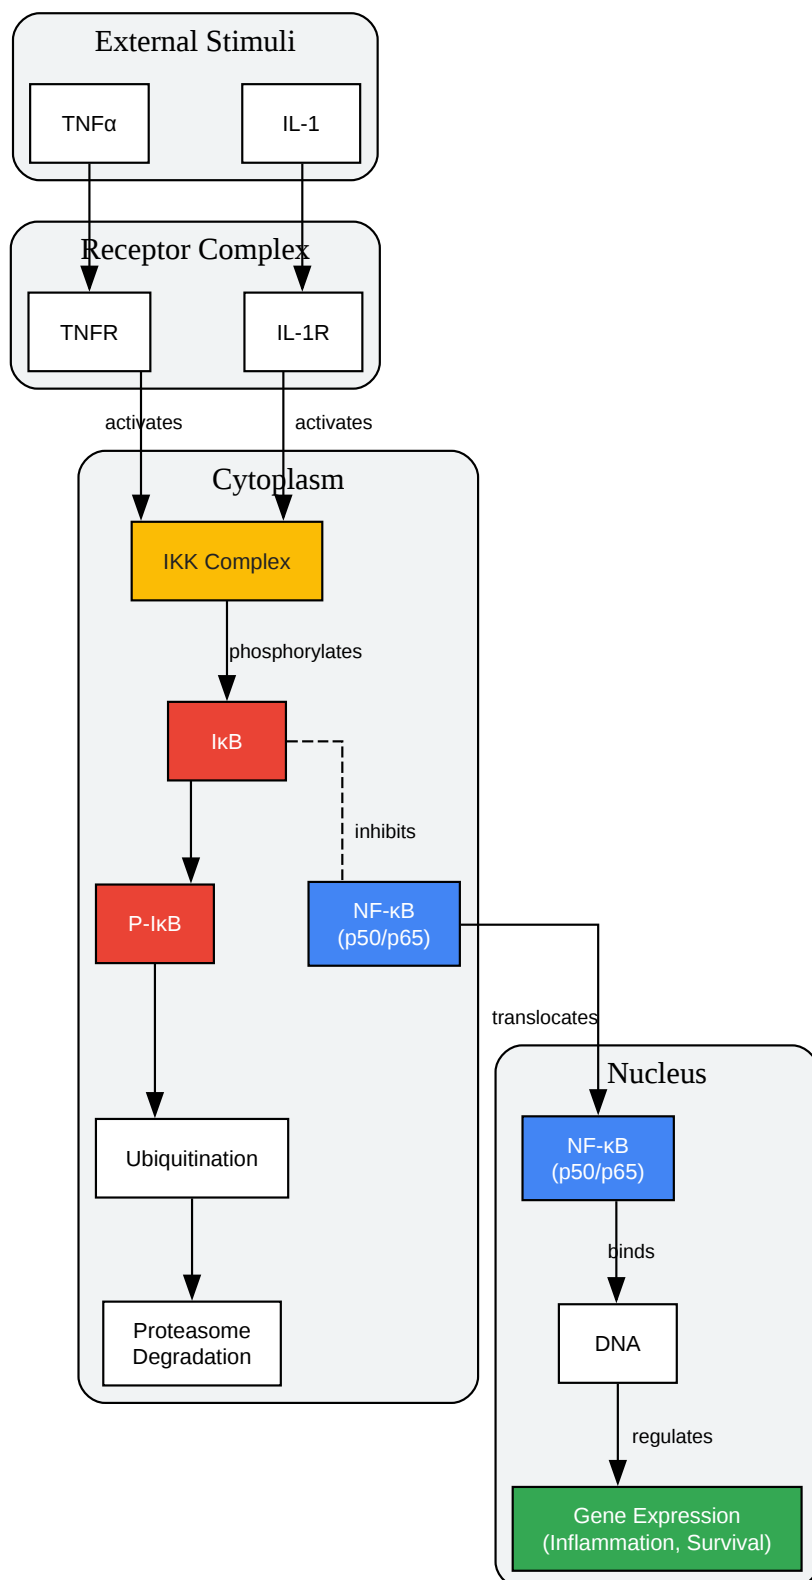 External Stimuli
TNFα
IL-1
Receptor Complex
TNFR
IL-1R
activates
activates
Cytoplasm
IKK Complex
phosphorylates
IκB
inhibits
P-IκB
NF-κB
(p50/p65)
translocates
Nucleus
NF-κB
(p50/p65)
Ubiquitination
binds
Proteasome
Degradation
DNA
regulates
Gene Expression
(Inflammation, Survival)